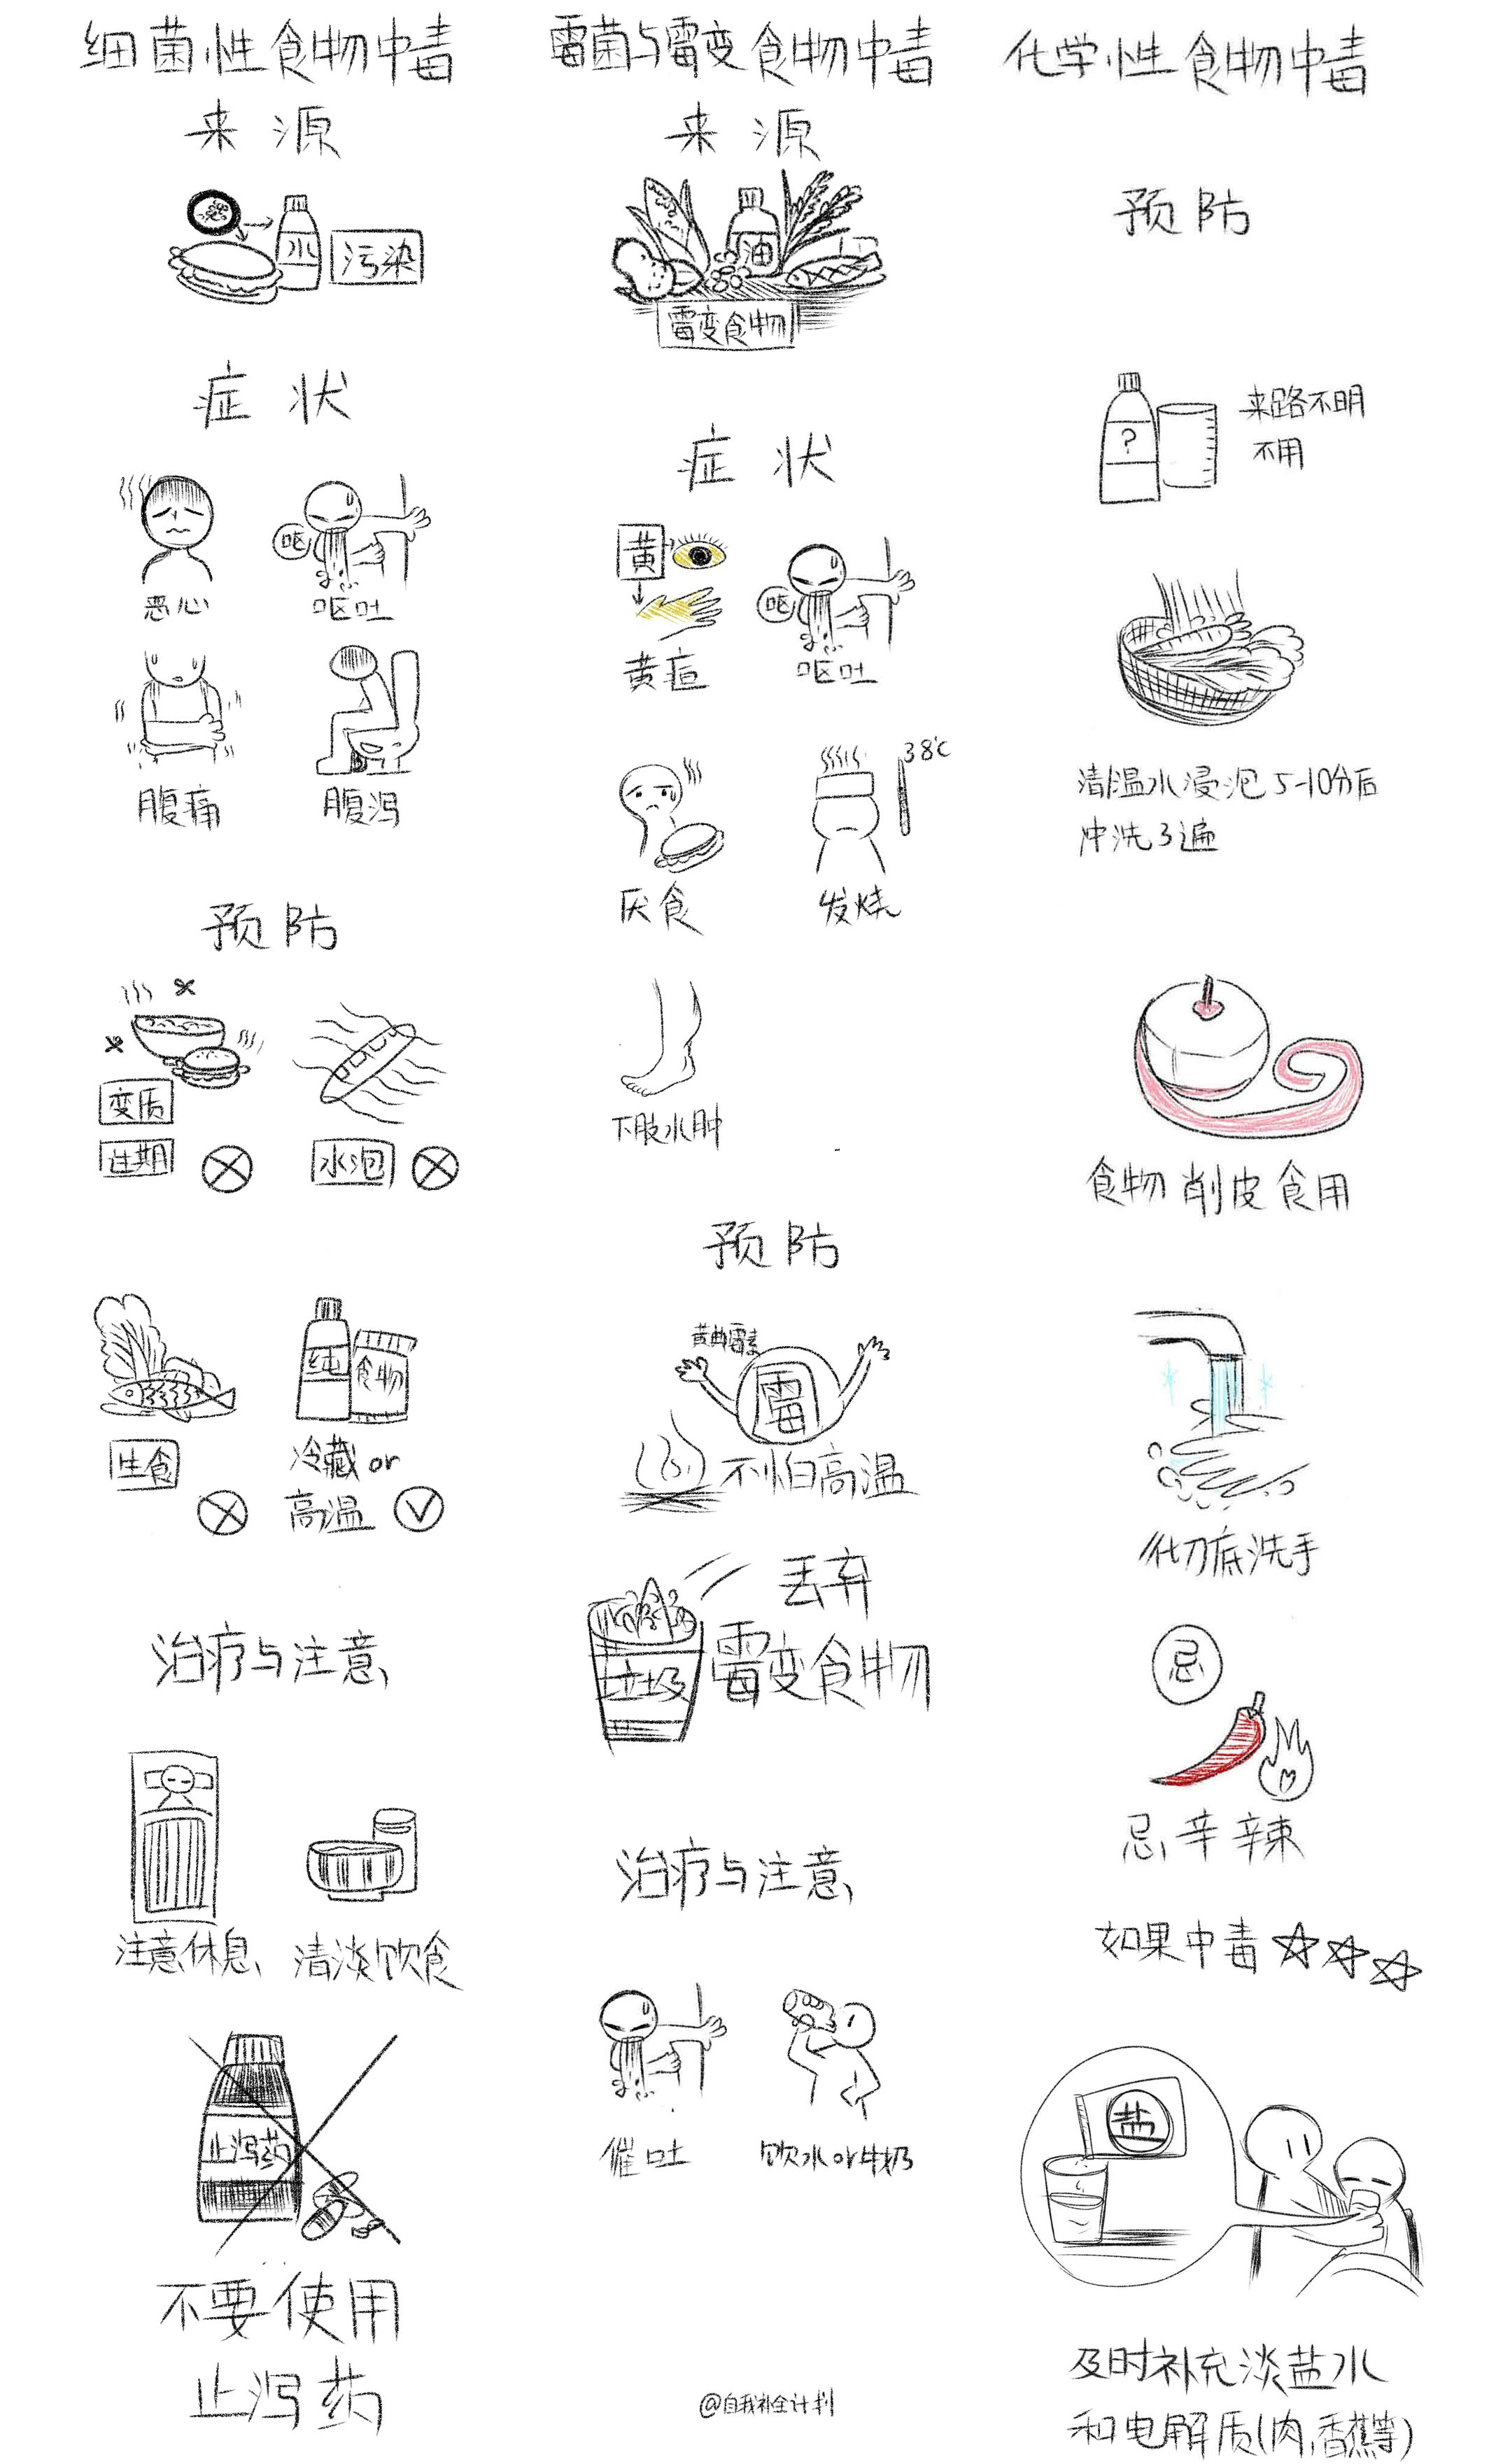 细菌性食物中毒
来源
水
污染
症状
恶心
呕
呕吐
腹痛
腹泻
预防
变质
过期
水泡
生食
纯
食物
冷藏or
高温
治疗与注意
注意休息
清淡饮食
止泻药
不要使用
止泻药
霉菌与霉变食物中毒
来源
油
霉变食物
症状
黄
黄疸
呕
呕吐
厌食
38℃
发烧
下肢水肿
预防
黄曲霉素
霉
不怕高温
丢弃
垃圾
霉变食物
治疗与注意
催吐
饮水or牛奶
@自我补全计划
化学性食物中毒
预防
?
来路不明
不用
清温水浸泡5-10分后
冲洗3遍
食物削皮食用
彻底洗手
忌
忌辛辣
如果中毒☆☆☆
盐
及时补充淡盐水
和电解质(肉,香蕉等)